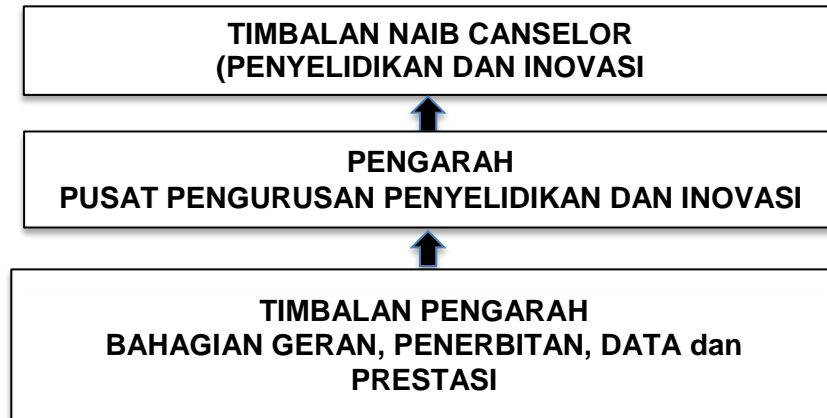 TIMBALAN NAIB CANSELOR
(PENYELIDIKAN DAN INOVASI
PENGARAH
PUSAT PENGURUSAN PENYELIDIKAN DAN INOVASI
TIMBALAN PENGARAH
BAHAGIAN GERAN, PENERBITAN, DATA dan
PRESTASI